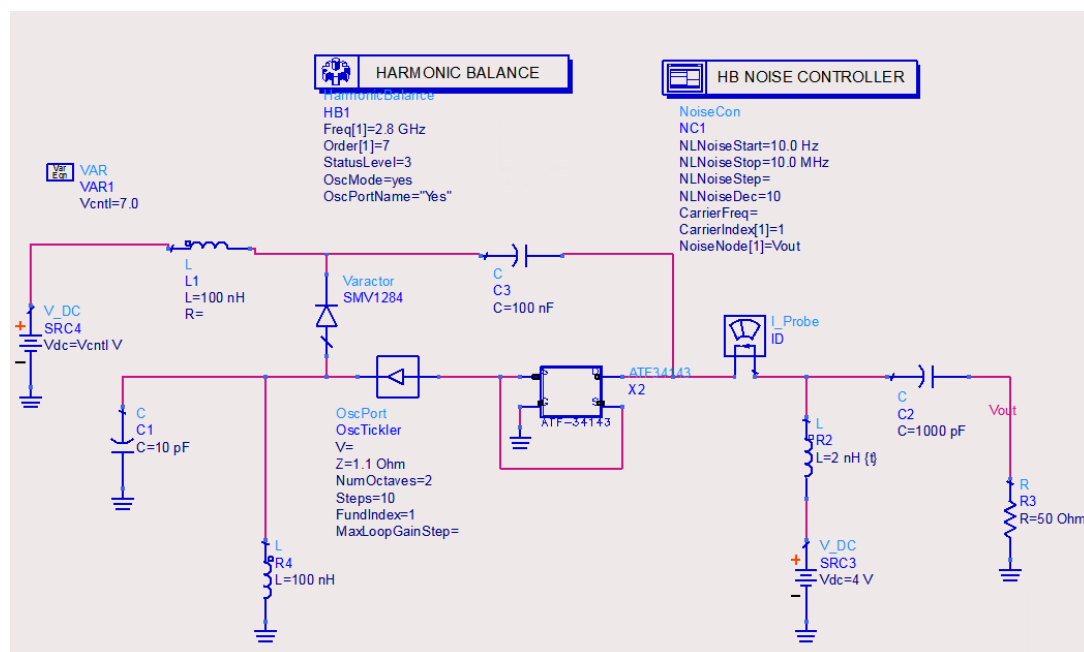 HARMONIC BALANCE
HarmonicBalance
HB1
Freq[1]=2.8 GHz
Order[1]=7
StatusLevel=3
OscMode=yes
OscPortName="Yes"
HB NOISE CONTROLLER
NoiseCon
NC1
NLNoiseStart=10.0 Hz
NLNoiseStop=10.0 MHz
NLNoiseStep=
NLNoiseDec=10
CarrierFreq=
CarrierIndex[1]=1
NoiseNode[1]=Vout
Var
Eqn
VAR
VAR1
Vcntl=7.0
L
L1
L=100 nH
R=
Varactor
SMV1284
C
C3
C=100 nF
V_DC
SRC4
Vdc=Vcntl V
I_Probe
ID
ATF34143
X2
ATF-34143
S
D
G
S
OscPort
OscTickler
V=
Z=1.1 Ohm
NumOctaves=2
Steps=10
FundIndex=1
MaxLoopGainStep=
C
C1
C=10 pF
L
R4
L=100 nH
C
C2
C=1000 pF
Vout
L
R2
L=2 nH {t}
R
R3
R=50 Ohm
V_DC
SRC3
Vdc=4 V